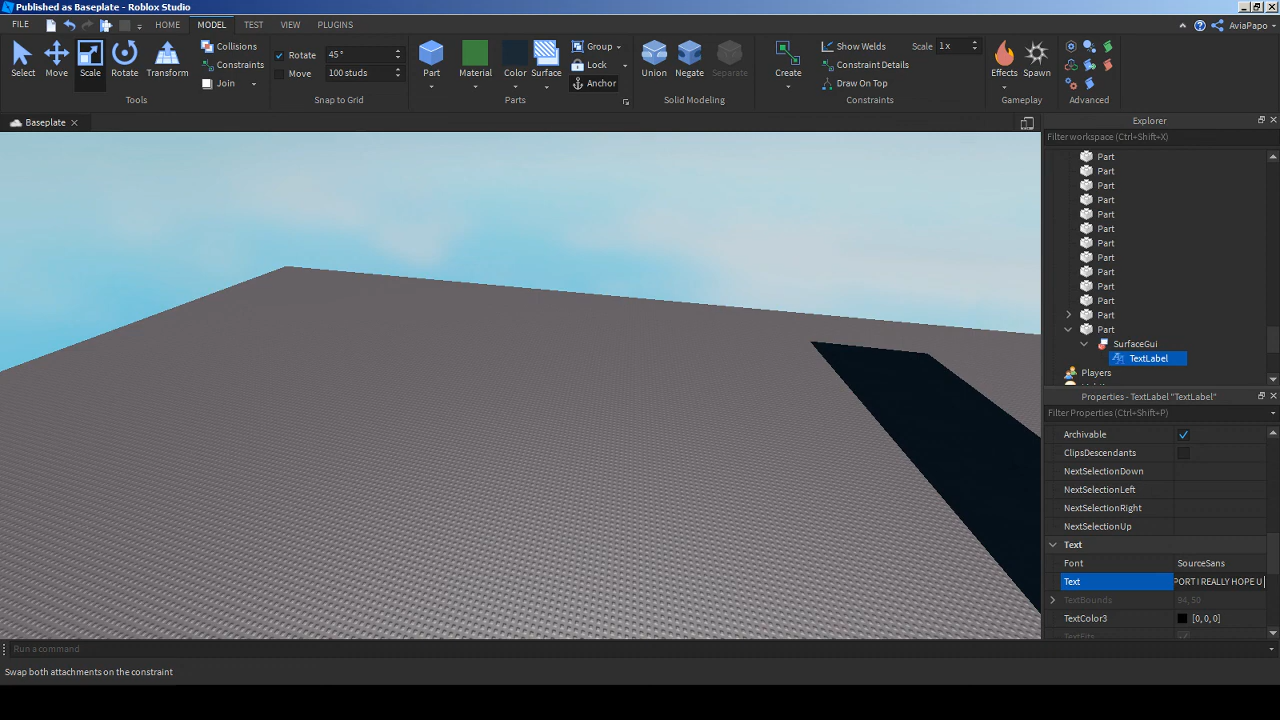 Published as Baseplate - Roblox Studio
FILE HOME MODEL TEST VIEW PLUGINS AviaPapo
Select Move Scale Rotate Transform
Collisions
Constraints
Join
Tools
Rotate 45°
Move 100 studs
Snap to Grid
Part Material Color Surface
Group
Lock
Anchor
Parts
Union Negate Separate
Solid Modeling
Create
Show Welds Scale 1x
Constraint Details
Draw On Top
Constraints
Effects Spawn
Gameplay
Advanced
Baseplate
Explorer
Filter workspace (Ctrl+Shift+X)
Part
Part
Part
Part
Part
Part
Part
Part
Part
Part
Part
Part
Part
SurfaceGui
TextLabel
Players
Properties - TextLabel "TextLabel"
Filter Properties (Ctrl+Shift+P)
Archivable
ClipsDescendants
NextSelectionDown
NextSelectionLeft
NextSelectionRight
NextSelectionUp
Text
Font SourceSans
Text PORT I REALLY HOPE U
TextBounds 94, 50
TextColor3 [0, 0, 0]
TextFits
Run a command
Swap both attachments on the constraint